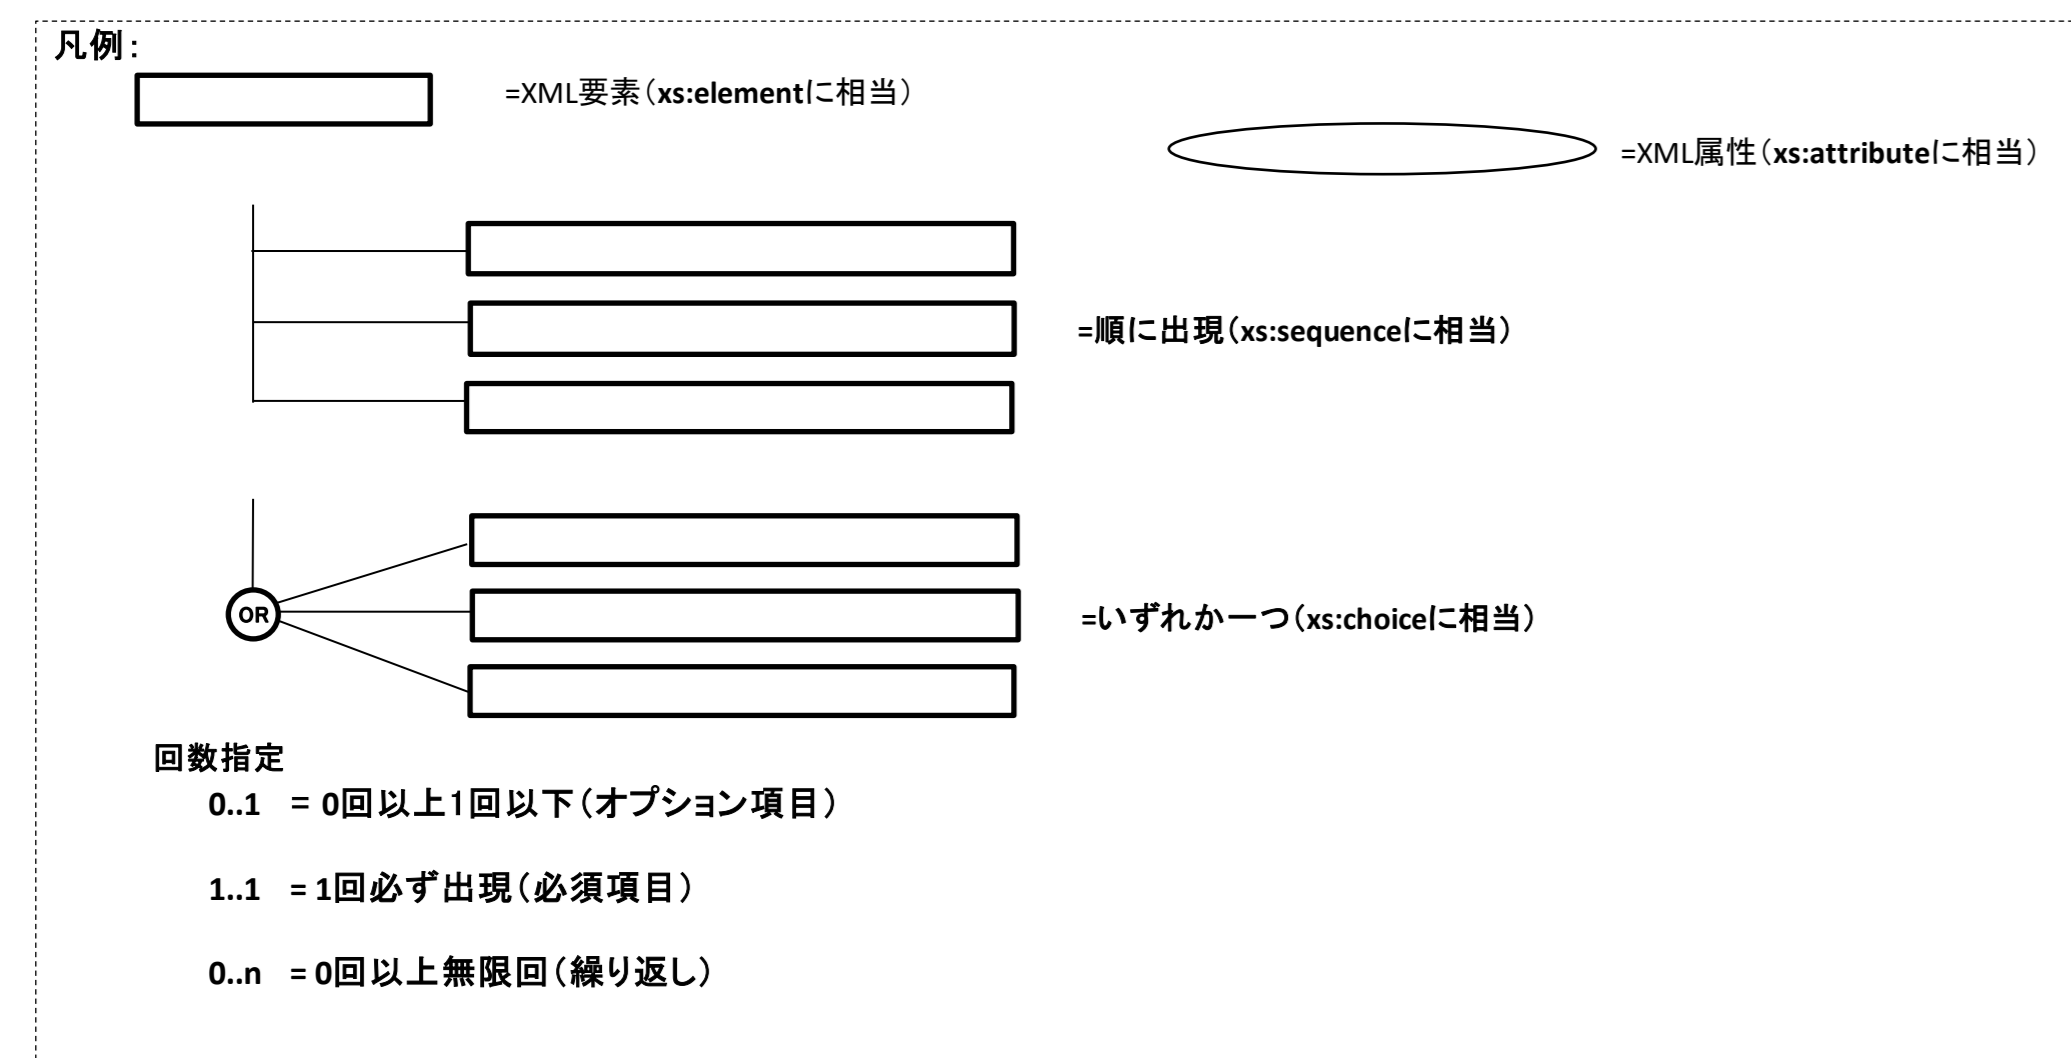 凡例：
=XML要素（xs:elementに相当）
=XML属性（xs:attributeに相当）
=順に出現（xs:sequenceに相当）
OR
=いずれか一つ（xs:choiceに相当）
回数指定
0..1 = 0回以上1回以下（オプション項目）
1..1 = 1回必ず出現（必須項目）
0..n = 0回以上無限回（繰り返し）